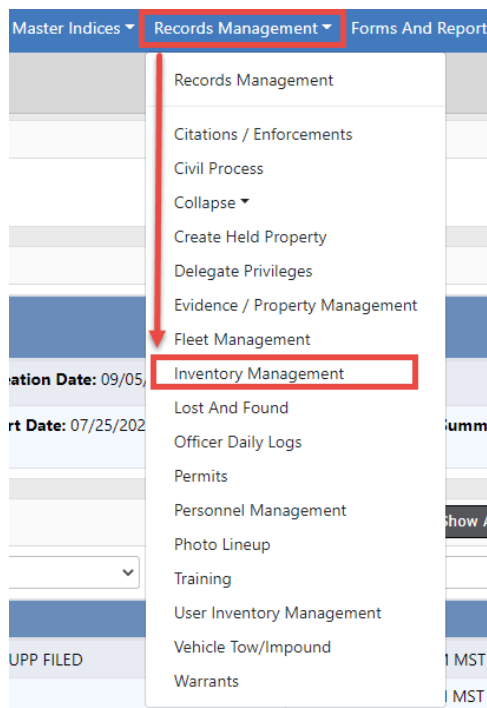 Master Indices Records Management Forms And Report
Records Management
Citations / Enforcements
Civil Process
Collapse
Create Held Property
Delegate Privileges
Evidence / Property Management
Fleet Management
Inventory Management
eation Date: 09/05/
Lost And Found
rt Date: 07/25/202 Summ
Officer Daily Logs
Permits
Personnel Management
Show A
Photo Lineup
Training
User Inventory Management
Vehicle Tow/Impound
UPP FILED MST
Warrants
MST